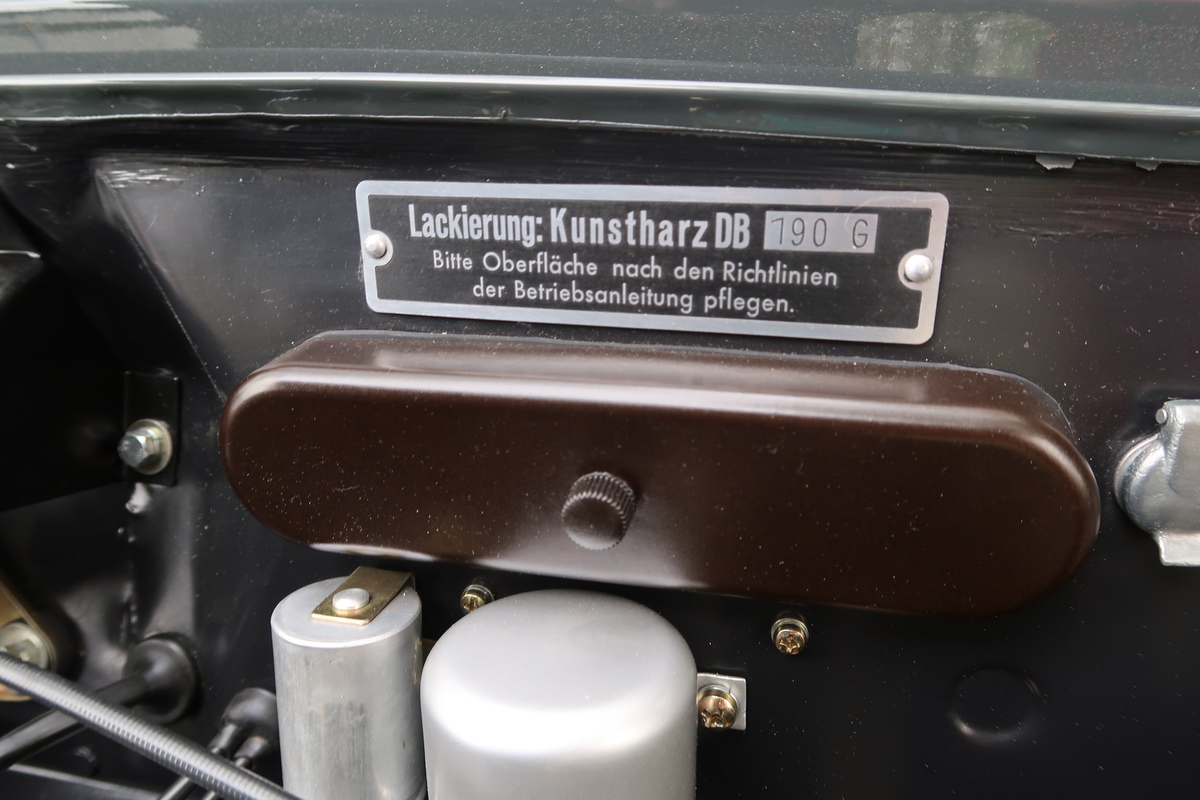 Lackierung: Kunstharz DB 190 G
Bitte Oberfläche nach den Richtlinien
der Betriebsanleitung pflegen.